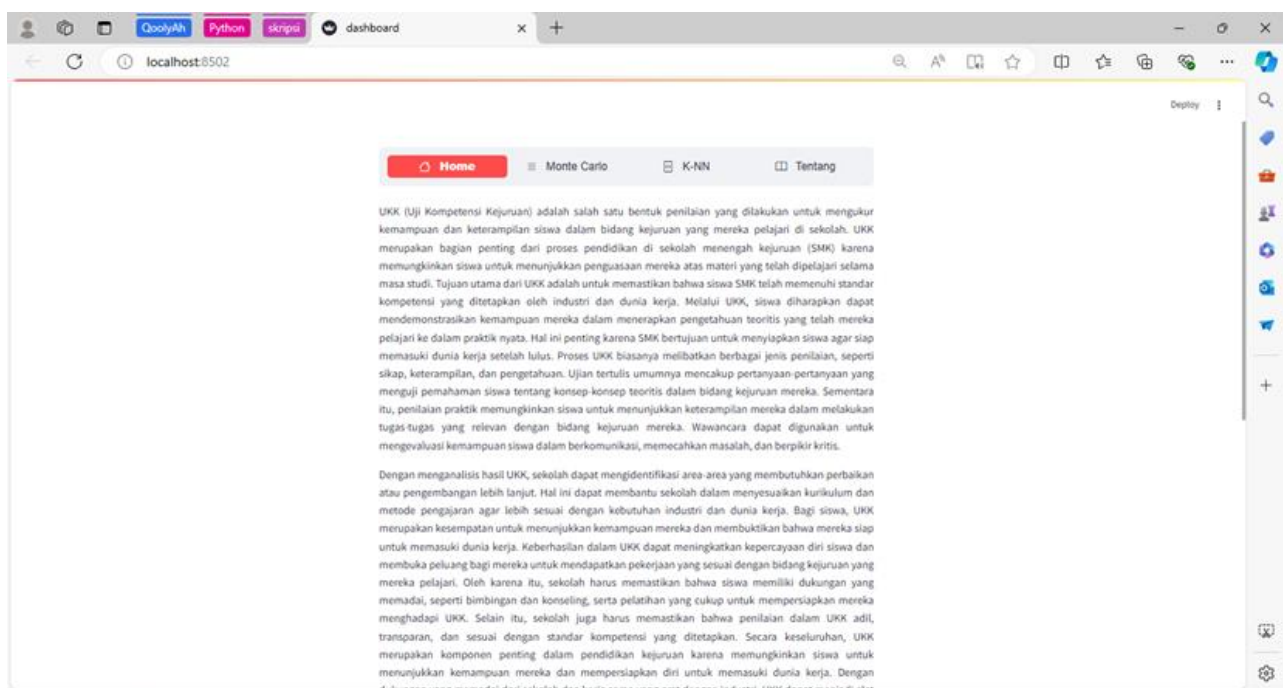 QoolyAh Python skripsi dashboard
localhost:8502
Deploy
Home Monte Carlo K-NN Tentang
UKK (Uji Kompetensi Kejuruan) adalah salah satu bentuk penilaian yang dilakukan untuk mengukur
kemampuan dan keterampilan siswa dalam bidang kejuruan yang mereka pelajari di sekolah. UKK
merupakan bagian penting dari proses pendidikan di sekolah menengah kejuruan (SMK) karena
memungkinkan siswa untuk menunjukkan penguasaan mereka atas materi yang telah dipelajari selama
masa studi. Tujuan utama dari UKK adalah untuk memastikan bahwa siswa SMK telah memenuhi standar
kompetensi yang ditetapkan oleh industri dan dunia kerja. Melalui UKK, siswa diharapkan dapat
mendemonstrasikan kemampuan mereka dalam menerapkan pengetahuan teoritis yang telah mereka
pelajari ke dalam praktik nyata. Hal ini penting karena SMK bertujuan untuk menyiapkan siswa agar siap
memasuki dunia kerja setelah lulus. Proses UKK biasanya melibatkan berbagai jenis penilaian, seperti
sikap, keterampilan, dan pengetahuan. Ujian tertulis umumnya mencakup pertanyaan-pertanyaan yang
menguji pemahaman siswa tentang konsep-konsep teoritis dalam bidang kejuruan mereka. Sementara
itu, penilaian praktik memungkinkan siswa untuk menunjukkan keterampilan mereka dalam melakukan
tugas-tugas yang relevan dengan bidang kejuruan mereka. Wawancara dapat digunakan untuk
mengevaluasi kemampuan siswa dalam berkomunikasi, memecahkan masalah, dan berpikir kritis.
Dengan menganalisis hasil UKK, sekolah dapat mengidentifikasi area-area yang membutuhkan perbaikan
atau pengembangan lebih lanjut. Hal ini dapat membantu sekolah dalam menyesuaikan kurikulum dan
metode pengajaran agar lebih sesuai dengan kebutuhan industri dan dunia kerja. Bagi siswa, UKK
merupakan kesempatan untuk menunjukkan kemampuan mereka dan membuktikan bahwa mereka siap
untuk memasuki dunia kerja. Keberhasilan dalam UKK dapat meningkatkan kepercayaan diri siswa dan
membuka peluang bagi mereka untuk mendapatkan pekerjaan yang sesuai dengan bidang kejuruan yang
mereka pelajari. Oleh karena itu, sekolah harus memastikan bahwa siswa memiliki dukungan yang
memadai, seperti bimbingan dan konseling, serta pelatihan yang cukup untuk mempersiapkan mereka
menghadapi UKK. Selain itu, sekolah juga harus memastikan bahwa penilaian dalam UKK adil,
transparan, dan sesuai dengan standar kompetensi yang ditetapkan. Secara keseluruhan, UKK
merupakan komponen penting dalam pendidikan kejuruan karena memungkinkan siswa untuk
menunjukkan kemampuan mereka dan mempersiapkan diri untuk memasuki dunia kerja. Dengan